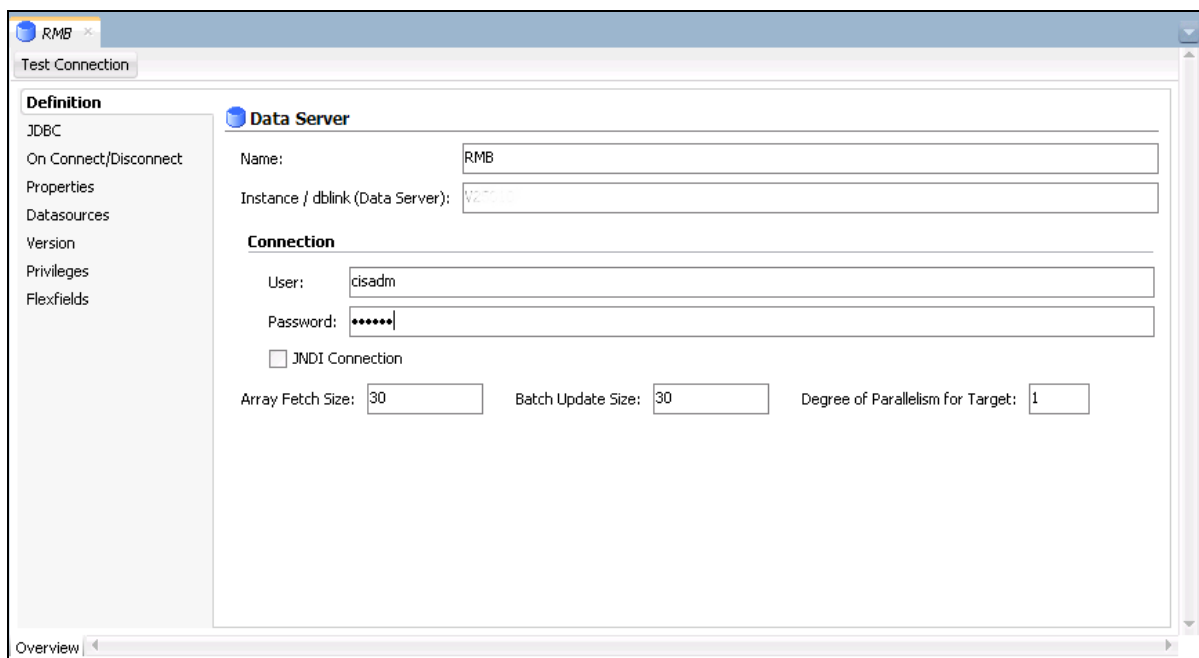 RMB
Test Connection
Definition
JDBC
On Connect/Disconnect
Properties
Datasources
Version
Privileges
Flexfields
Data Server
Name: RMB
Instance / dblink (Data Server):
Connection
User: cisadm
Password: ••••••
JNDI Connection
Array Fetch Size: 30 Batch Update Size: 30 Degree of Parallelism for Target: 1
Overview